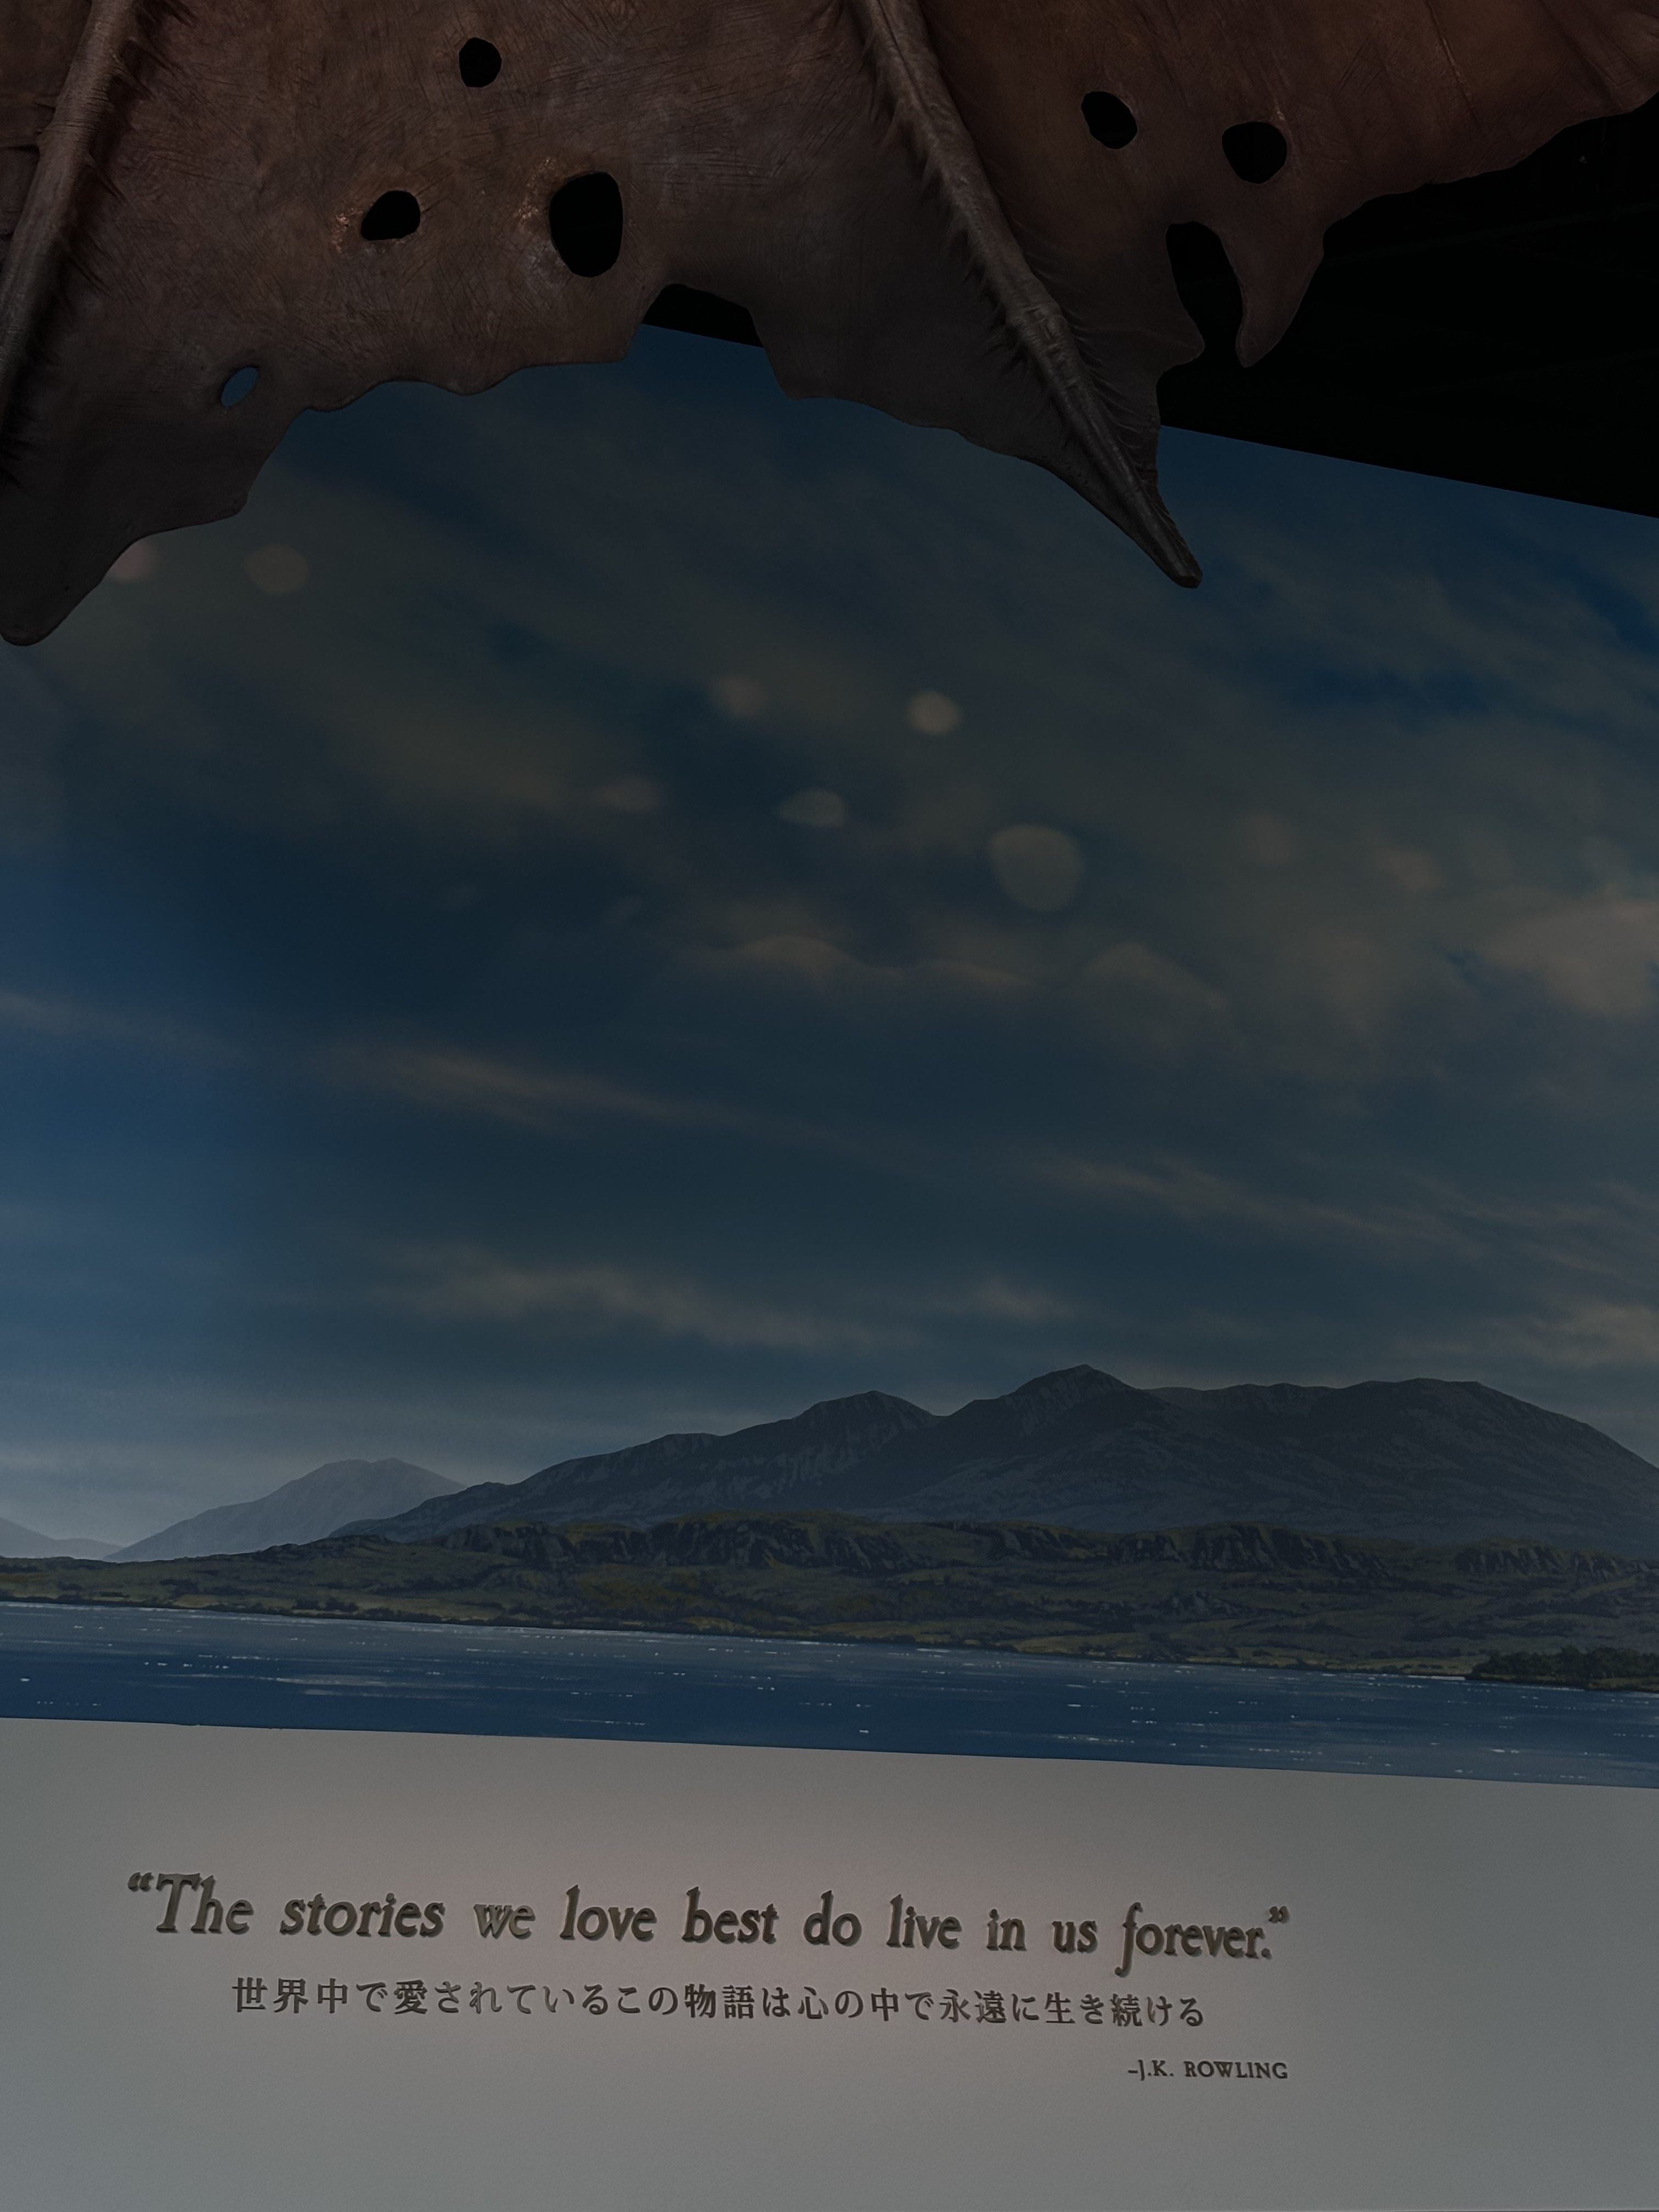 “The stories we love best do live in us forever.”
世界中で愛されているこの物語は心の中で永遠に生き続ける
–J.K. ROWLING